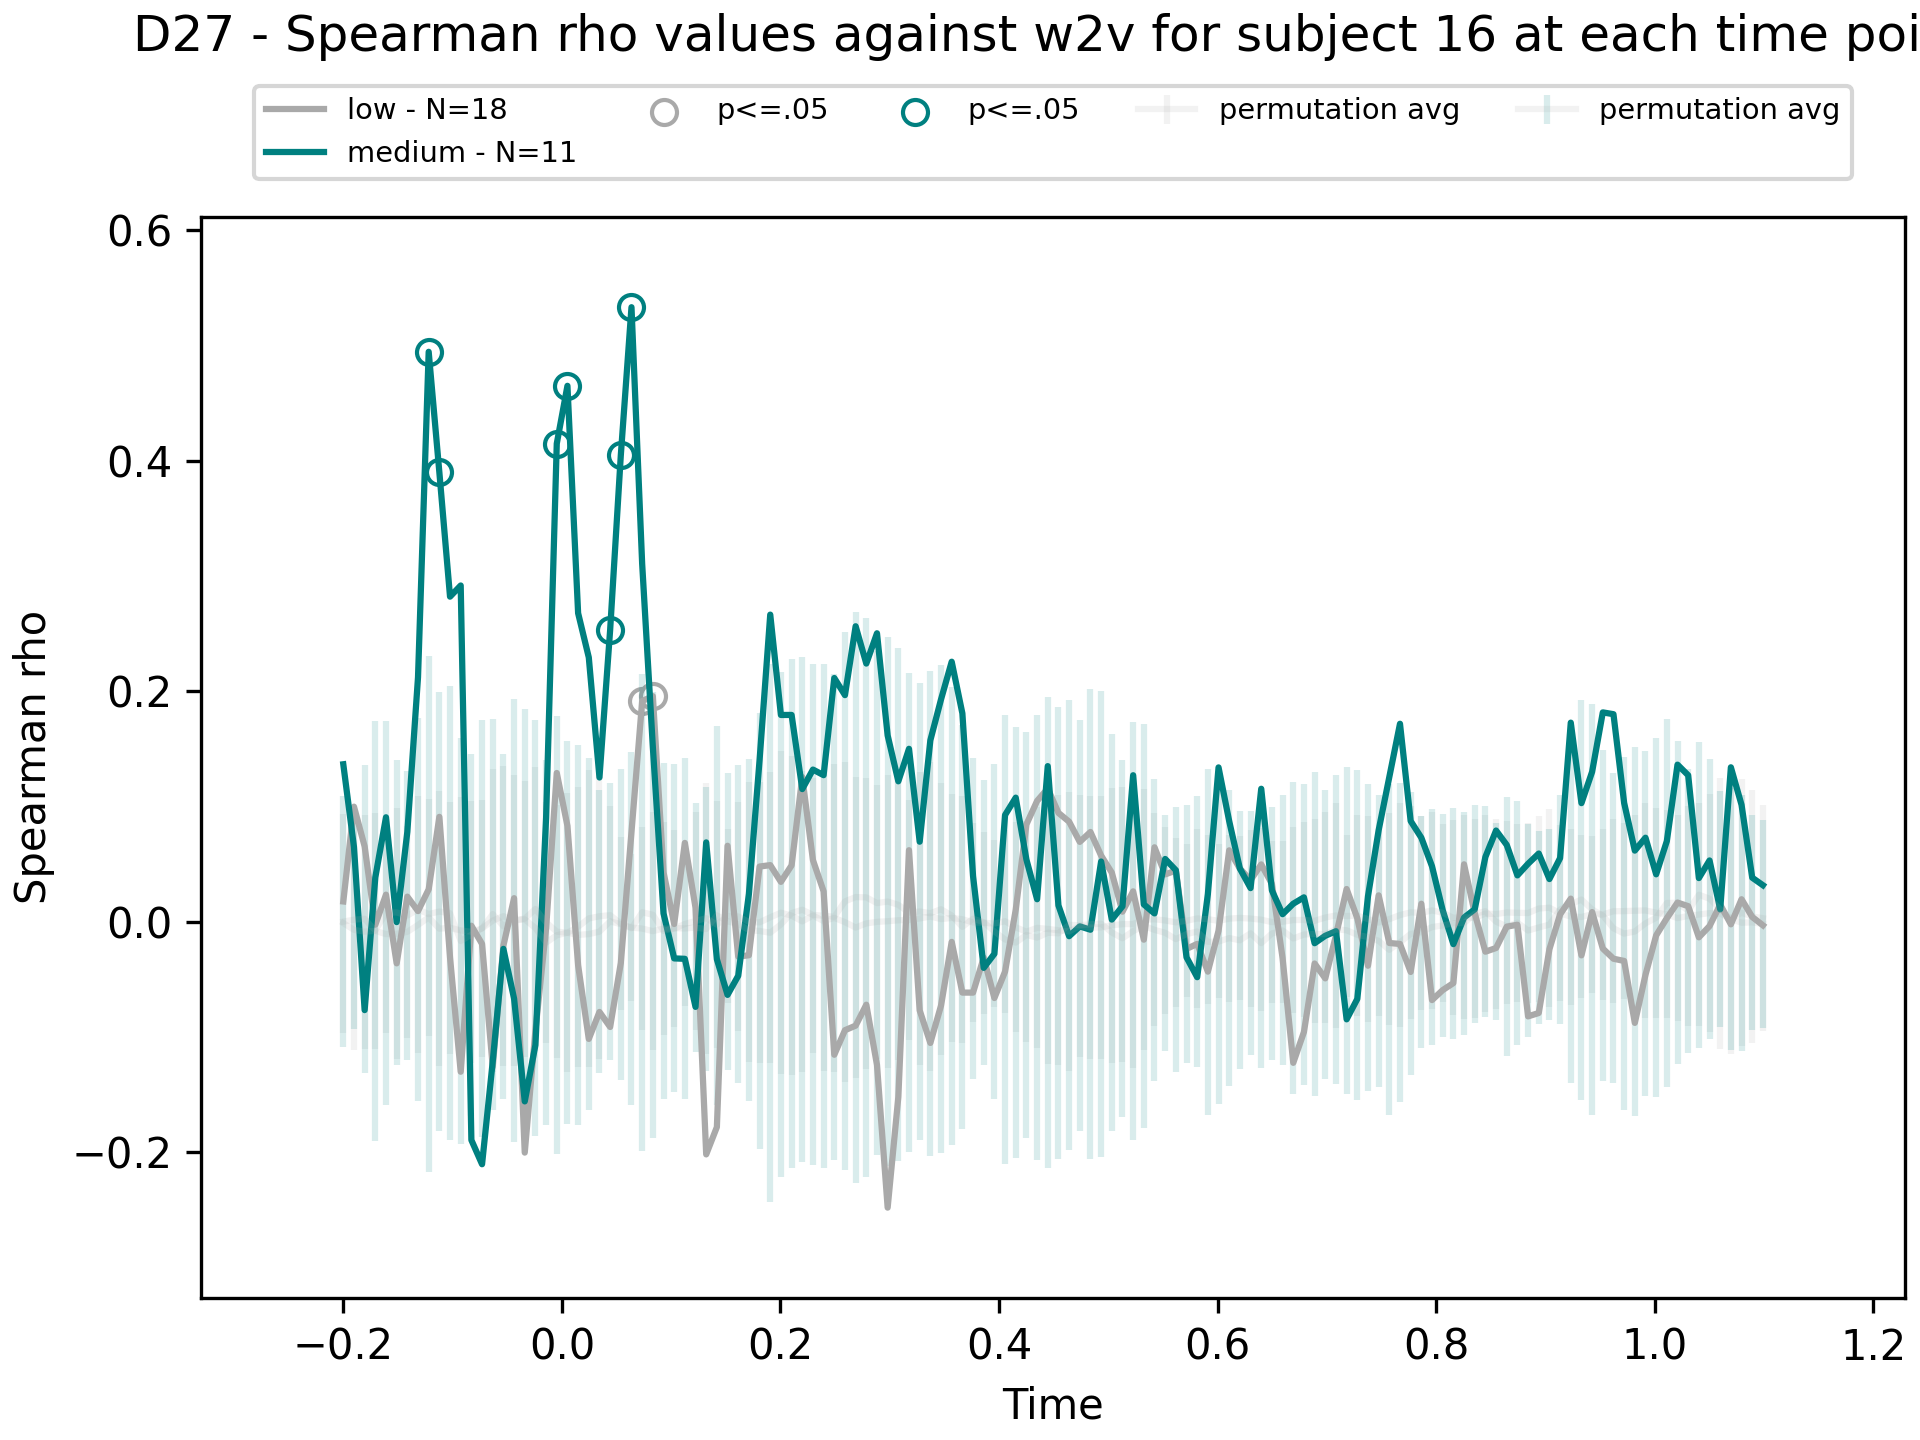 D27 - Spearman rho values against w2v for subject 16 at each time poi
low - N=18
medium - N=11
p<=.05
p<=.05
permutation avg
permutation avg
0.6
0.4
0.2
0.0
−0.2
Spearman rho
−0.2 0.0 0.2 0.4 0.6 0.8 1.0 1.2
Time